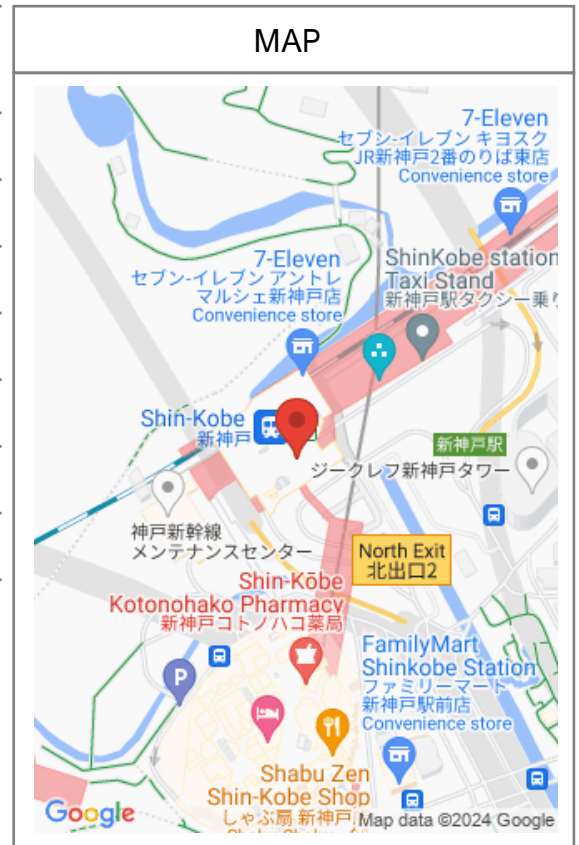 MAP
7-Eleven
セブン-イレブン キヨスク
JR新神戸2番のりば東店
Convenience store
7-Eleven
セブン-イレブン アントレ
マルシェ新神戸店
Convenience store
ShinKobe station
Taxi Stand
新神戸駅タクシー乗り
Shin-Kobe
新神戸
新神戸駅
ジークレフ新神戸タワー
神戸新幹線
メンテナンスセンター
North Exit
北出口2
Shin-Kōbe
Kotonohako Pharmacy
新神戸コトノハコ薬局
P
FamilyMart
Shinkobe Station
ファミリーマート
新神戸駅前店
Convenience store
Shabu Zen
Shin-Kobe Shop
しゃぶ扇 新神戸
Google
Map data ©2024 Google